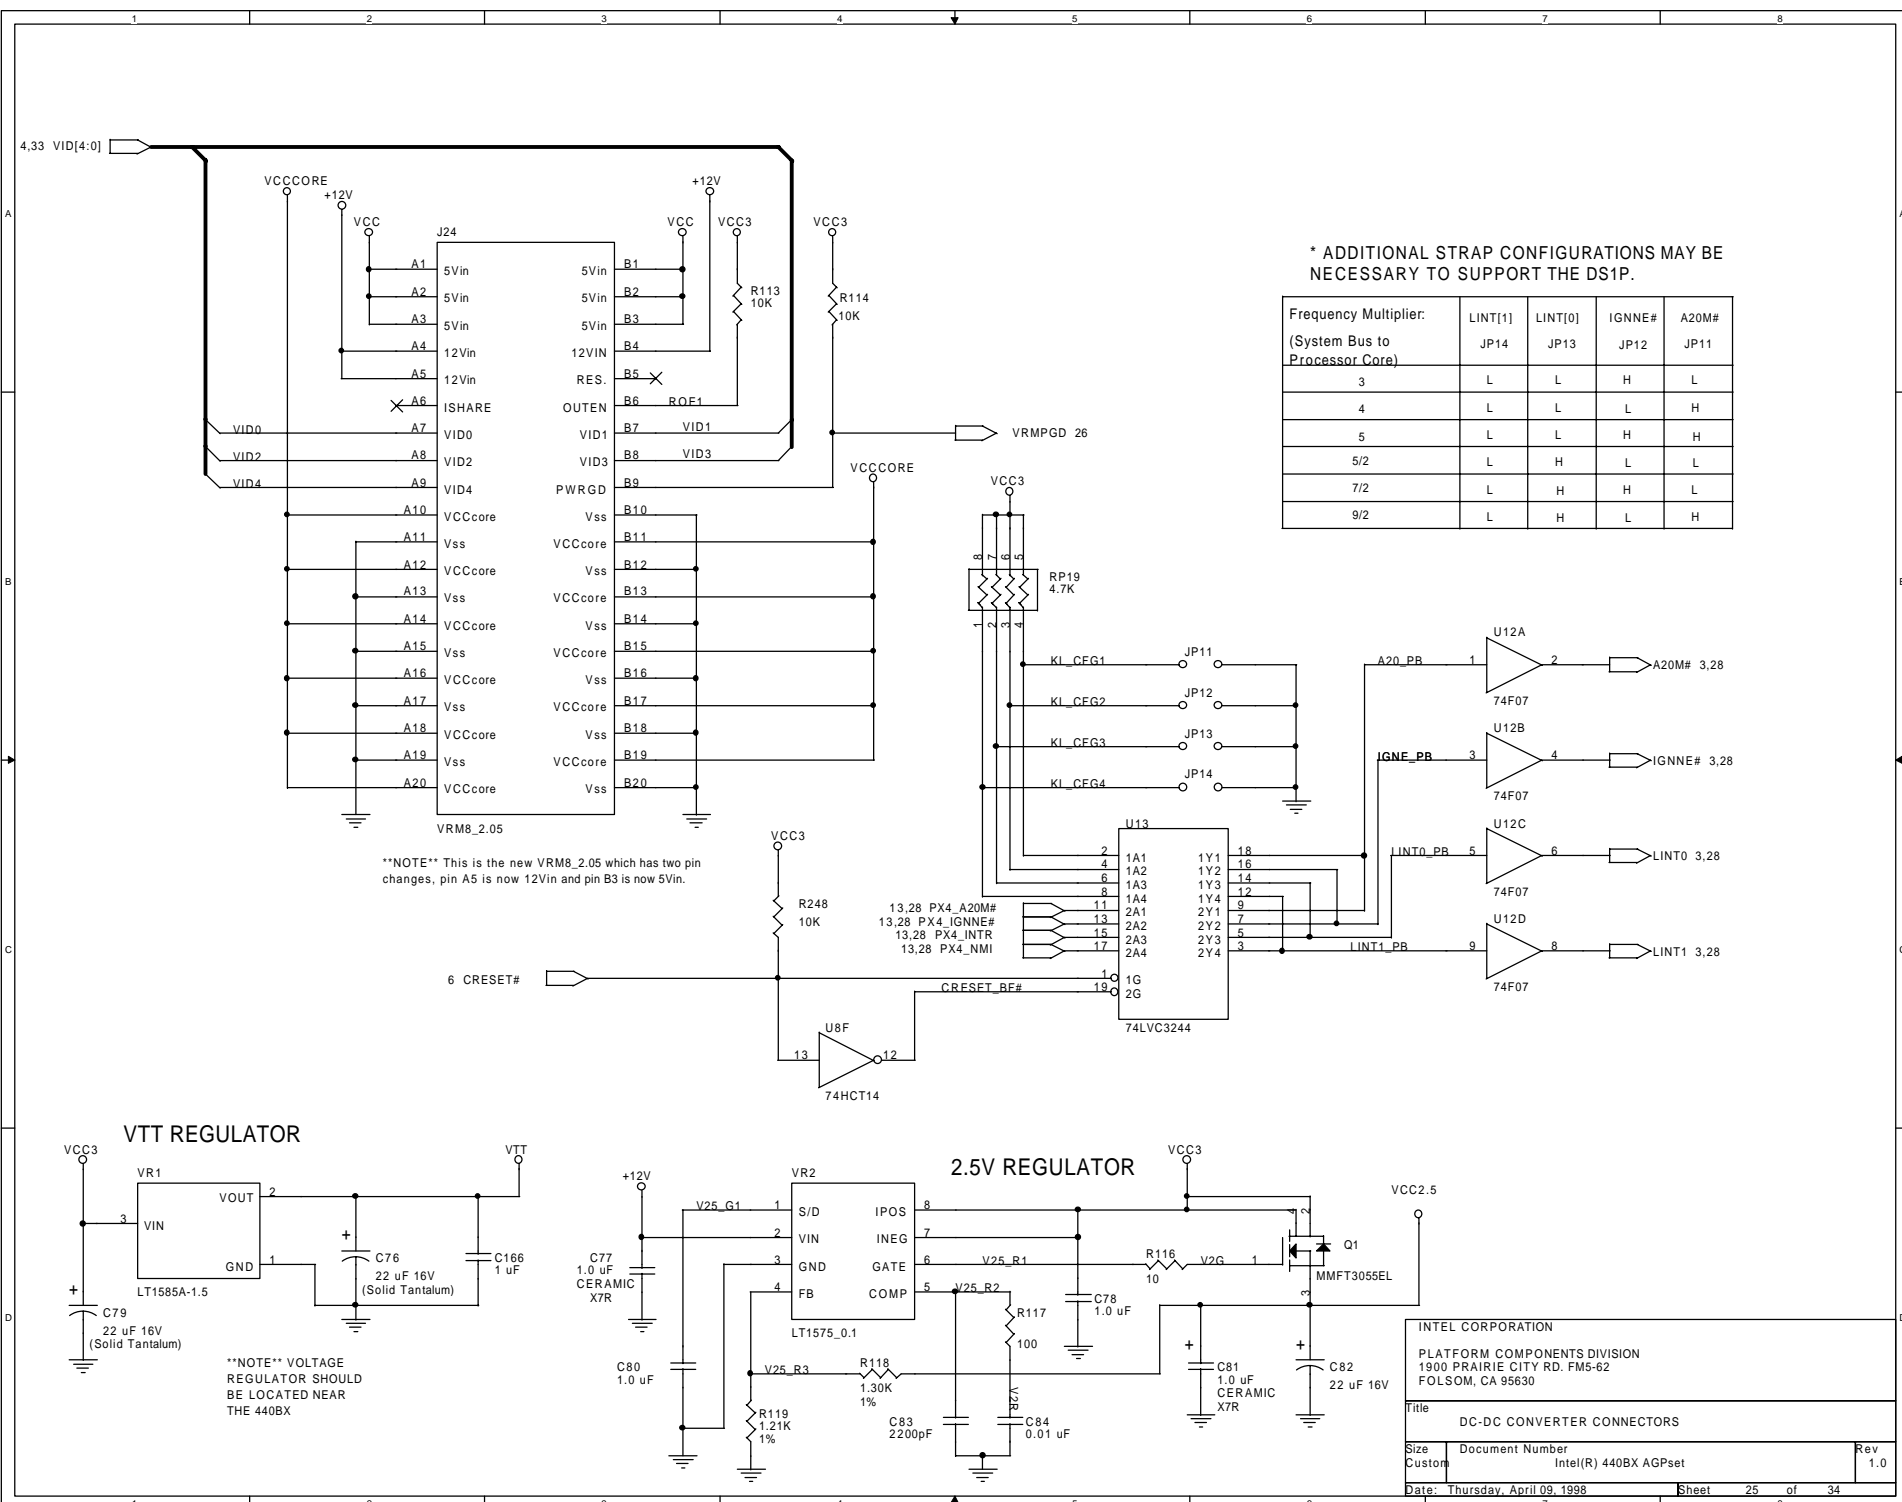 1 2 3 4 5 6 7 8
4,33 VID[4:0]
VCCCORE
+12V
VCC
+12V
VCC
VCC3
VCC3
J24
A1 5Vin 5Vin B1
A2 5Vin 5Vin B2
A3 5Vin 5Vin B3
A4 12Vin 12VIN B4
A5 12Vin RES. B5
A6 ISHARE OUTEN B6 ROE1
VID0 A7 VID0 VID1 B7 VID1
VID2 A8 VID2 VID3 B8 VID3
VID4 A9 VID4 PWRGD B9
A10 VCCcore Vss B10
A11 Vss VCCcore B11
A12 VCCcore Vss B12
A13 Vss VCCcore B13
A14 VCCcore Vss B14
A15 Vss VCCcore B15
A16 VCCcore Vss B16
A17 Vss VCCcore B17
A18 VCCcore Vss B18
A19 Vss VCCcore B19
A20 VCCcore Vss B20
VRM8_2.05
R113
10K
R114
10K
VRMPGD 26
VCCCORE
**NOTE** This is the new VRM8_2.05 which has two pin
changes, pin A5 is now 12Vin and pin B3 is now 5Vin.
* ADDITIONAL STRAP CONFIGURATIONS MAY BE
NECESSARY TO SUPPORT THE DS1P.
Frequency Multiplier: LINT[1] LINT[0] IGNNE# A20M#
(System Bus to JP14 JP13 JP12 JP11
Processor Core)
3 L L H L
4 L L L H
5 L L H H
5/2 L H L L
7/2 L H H L
9/2 L H L H
VCC3
8 7 6 5
RP19
4.7K
1 2 3 4
KI_CFG1 JP11
KI_CFG2 JP12
KI_CFG3 JP13
KI_CFG4 JP14
U12A
A20_PB 1 2 A20M# 3,28
74F07
U12B
IGNE_PB 3 4 IGNNE# 3,28
74F07
U12C
LINT0_PB 5 6 LINT0 3,28
74F07
U12D
LINT1_PB 9 8 LINT1 3,28
74F07
U13
2 1A1 1Y1 18
4 1A2 1Y2 16
6 1A3 1Y3 14
8 1A4 1Y4 12
13,28 PX4_A20M# 11 2A1 2Y1 9
13,28 PX4_IGNNE# 13 2A2 2Y2 7
13,28 PX4_INTR 15 2A3 2Y3 5
13,28 PX4_NMI 17 2A4 2Y4 3
1 1G
CRESET_BF# 19 2G
74LVC3244
VCC3
R248
10K
6 CRESET#
U8F
13 12
74HCT14
VTT REGULATOR
VCC3
VTT
VR1
VOUT 2
3 VIN
GND 1
LT1585A-1.5
+
C79
22 uF 16V
(Solid Tantalum)
+
C76
22 uF 16V
(Solid Tantalum)
C166
1 uF
**NOTE** VOLTAGE
REGULATOR SHOULD
BE LOCATED NEAR
THE 440BX
2.5V REGULATOR
+12V
VR2
V25_G1 1 S/D IPOS 8
2 VIN INEG 7
3 GND GATE 6 V25_R1
4 FB COMP 5 V25_R2
LT1575_0.1
C77
1.0 uF
CERAMIC
X7R
C80
1.0 uF
V25_R3
R118
1.30K
1%
R119
1.21K
1%
R117
100
V2R
C83
2200pF
C84
0.01 uF
C78
1.0 uF
R116
10
V2G
VCC3
VCC2.5
4 2
1
3
Q1
MMFT3055EL
+
C81
1.0 uF
CERAMIC
X7R
+
C82
22 uF 16V
INTEL CORPORATION
PLATFORM COMPONENTS DIVISION
1900 PRAIRIE CITY RD. FM5-62
FOLSOM, CA 95630
Title
DC-DC CONVERTER CONNECTORS
Size Document Number Rev
Custom Intel(R) 440BX AGPset 1.0
Date: Thursday, April 09, 1998 Sheet 25 of 34
A
B
C
D